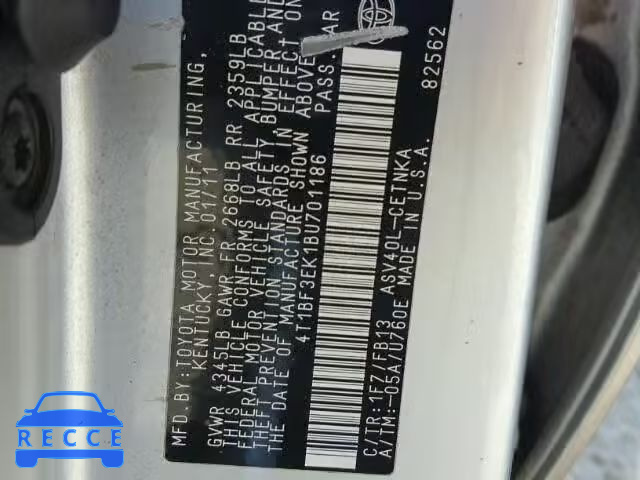 MFD.BY:TOYOTA MOTOR MANUFACTURING,
KENTUCKY, INC. 01/11
GVWR 4345LB GAWR FR 2668LB RR 2359LB
THIS VEHICLE CONFORMS TO ALL APPLICABLE
FEDERAL MOTOR VEHICLE SAFETY, BUMPER AND
THEFT PREVENTION STANDARDS IN EFFECT ON
THE DATE OF MANUFACTURE SHOWN ABOVE
4T1BF3EK1BU701186 PASS. AR
C/TR:1F7/FB13 ASV40L-CETNKA
A/TM:-05A/U760E MADE IN U.S.A.
82562
RECCE